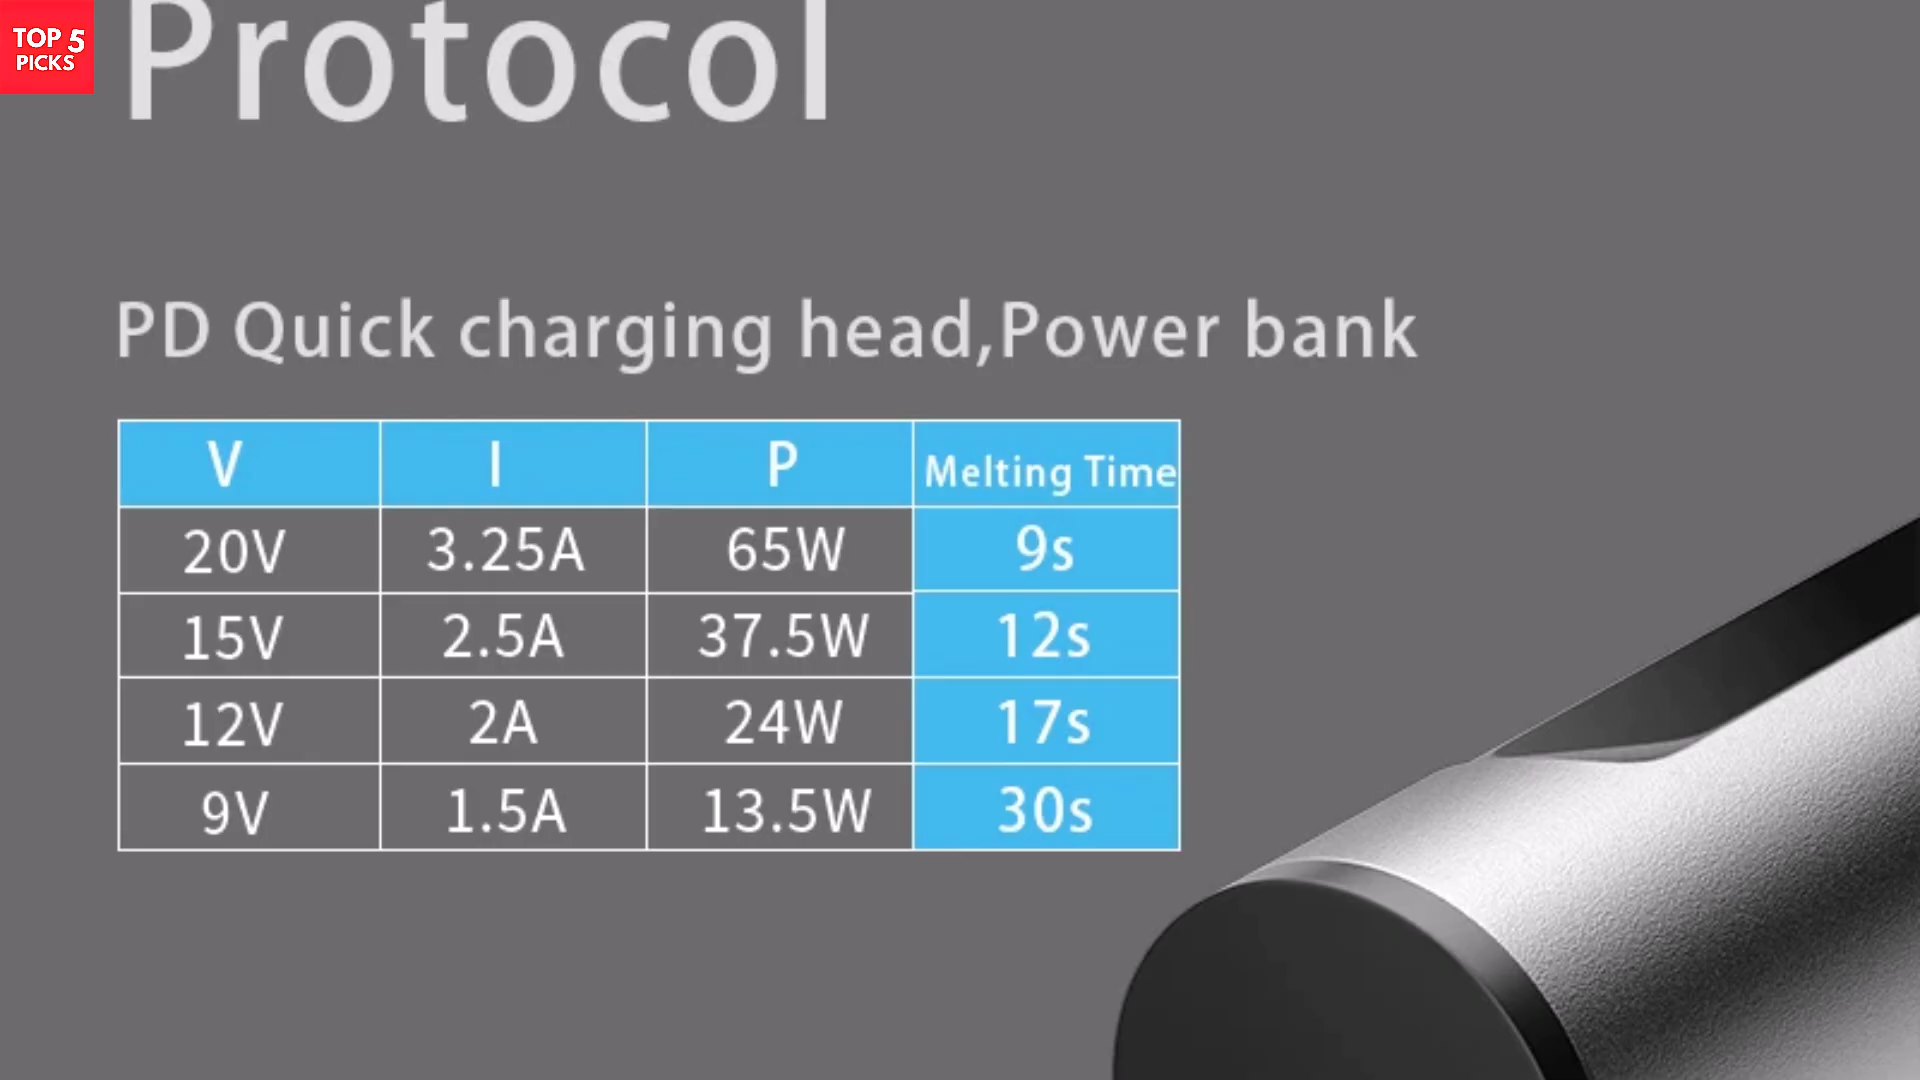 TOP 5
PICKS
Protocol
PD Quick charging head,Power bank
V I P Melting Time
20V 3.25A 65W 9s
15V 2.5A 37.5W 12s
12V 2A 24W 17s
9V 1.5A 13.5W 30s